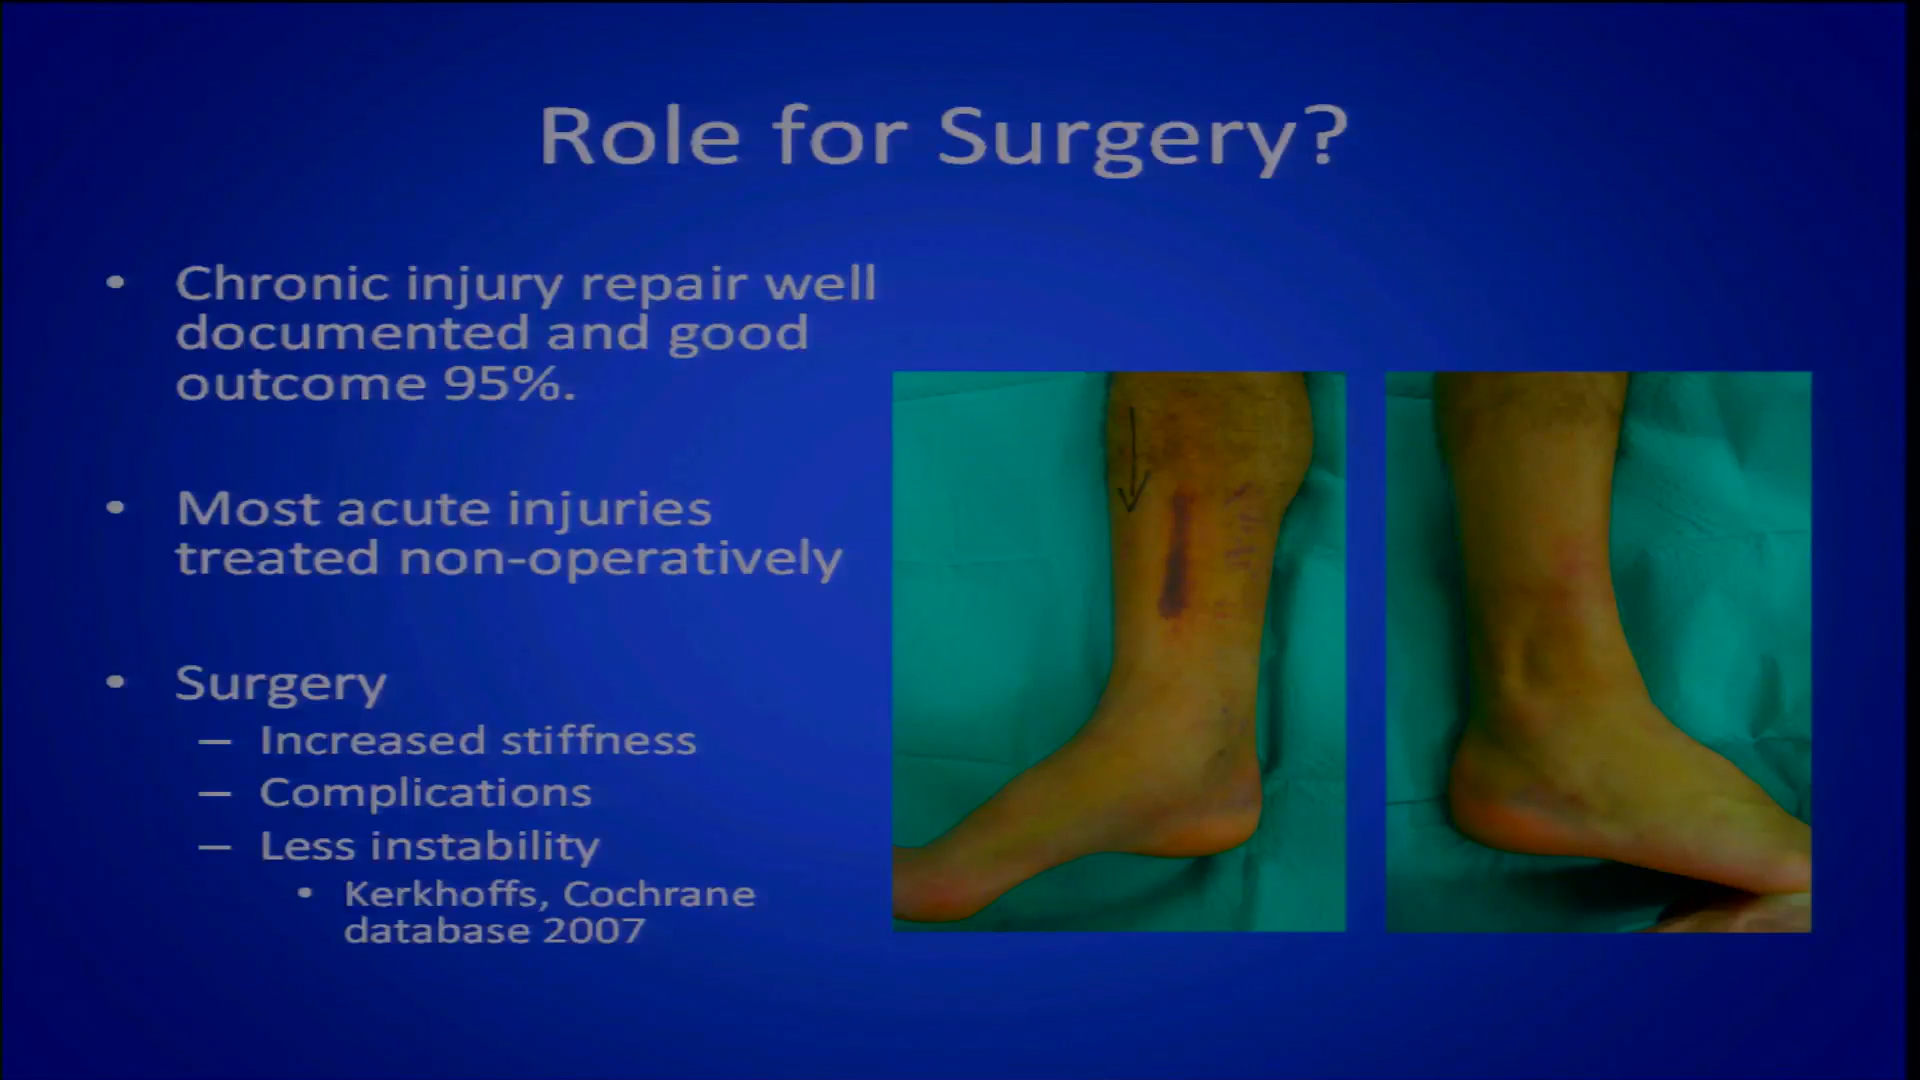 Role for Surgery?
• Chronic injury repair well
documented and good
outcome 95%.
• Most acute injuries
treated non-operatively
• Surgery
– Increased stiffness
– Complications
– Less instability
• Kerkhoffs, Cochrane
database 2007